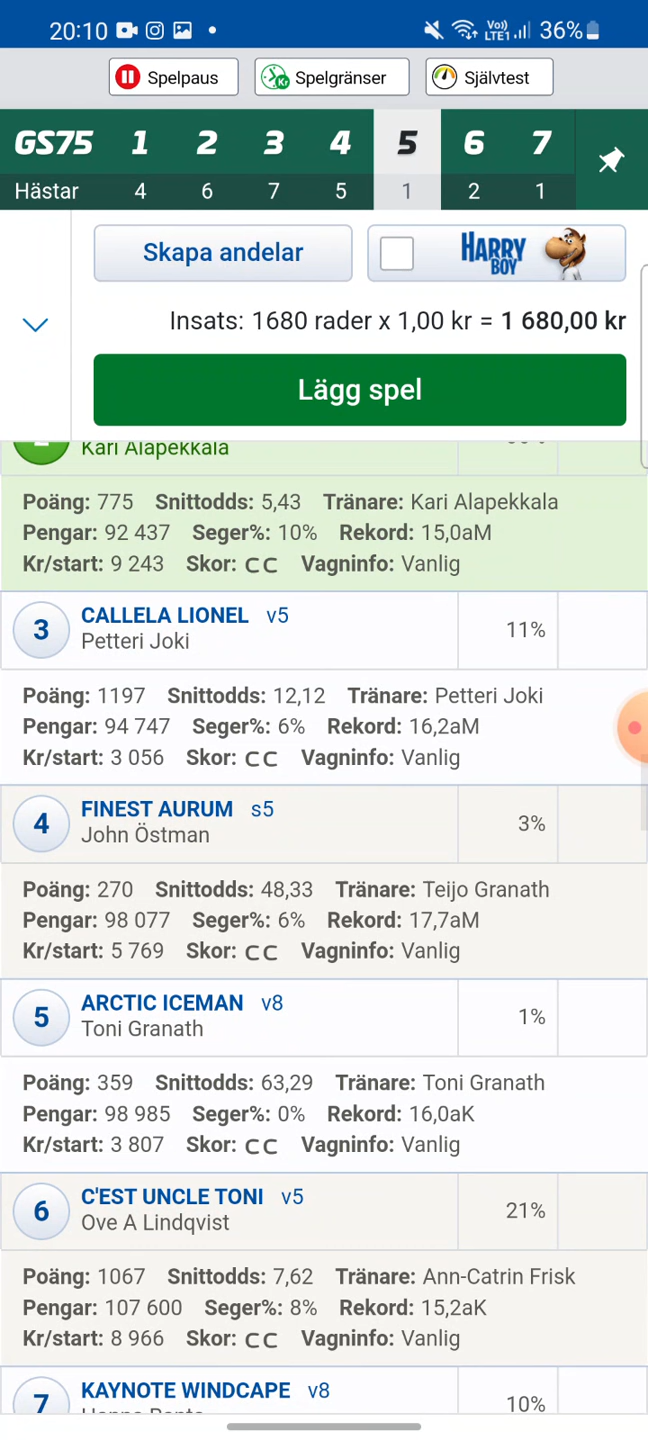 20:10 Vo) LTE1 36%
Spelpaus Spelgränser Självtest
GS75 1 2 3 4 5 6 7
Hästar 4 6 7 5 1 2 1
Skapa andelar HARRY BOY
Insats: 1680 rader x 1,00 kr = 1 680,00 kr
Lägg spel
Kari Alapekkala
Poäng: 775 Snittodds: 5,43 Tränare: Kari Alapekkala
Pengar: 92 437 Seger%: 10% Rekord: 15,0aM
Kr/start: 9 243 Skor: C C Vagninfo: Vanlig
3 CALLELA LIONEL v5 11%
Petteri Joki
Poäng: 1197 Snittodds: 12,12 Tränare: Petteri Joki
Pengar: 94 747 Seger%: 6% Rekord: 16,2aM
Kr/start: 3 056 Skor: C C Vagninfo: Vanlig
4 FINEST AURUM s5 3%
John Östman
Poäng: 270 Snittodds: 48,33 Tränare: Teijo Granath
Pengar: 98 077 Seger%: 6% Rekord: 17,7aM
Kr/start: 5 769 Skor: C C Vagninfo: Vanlig
5 ARCTIC ICEMAN v8 1%
Toni Granath
Poäng: 359 Snittodds: 63,29 Tränare: Toni Granath
Pengar: 98 985 Seger%: 0% Rekord: 16,0aK
Kr/start: 3 807 Skor: C C Vagninfo: Vanlig
6 C'EST UNCLE TONI v5 21%
Ove A Lindqvist
Poäng: 1067 Snittodds: 7,62 Tränare: Ann-Catrin Frisk
Pengar: 107 600 Seger%: 8% Rekord: 15,2aK
Kr/start: 8 966 Skor: C C Vagninfo: Vanlig
7 KAYNOTE WINDCAPE v8 10%